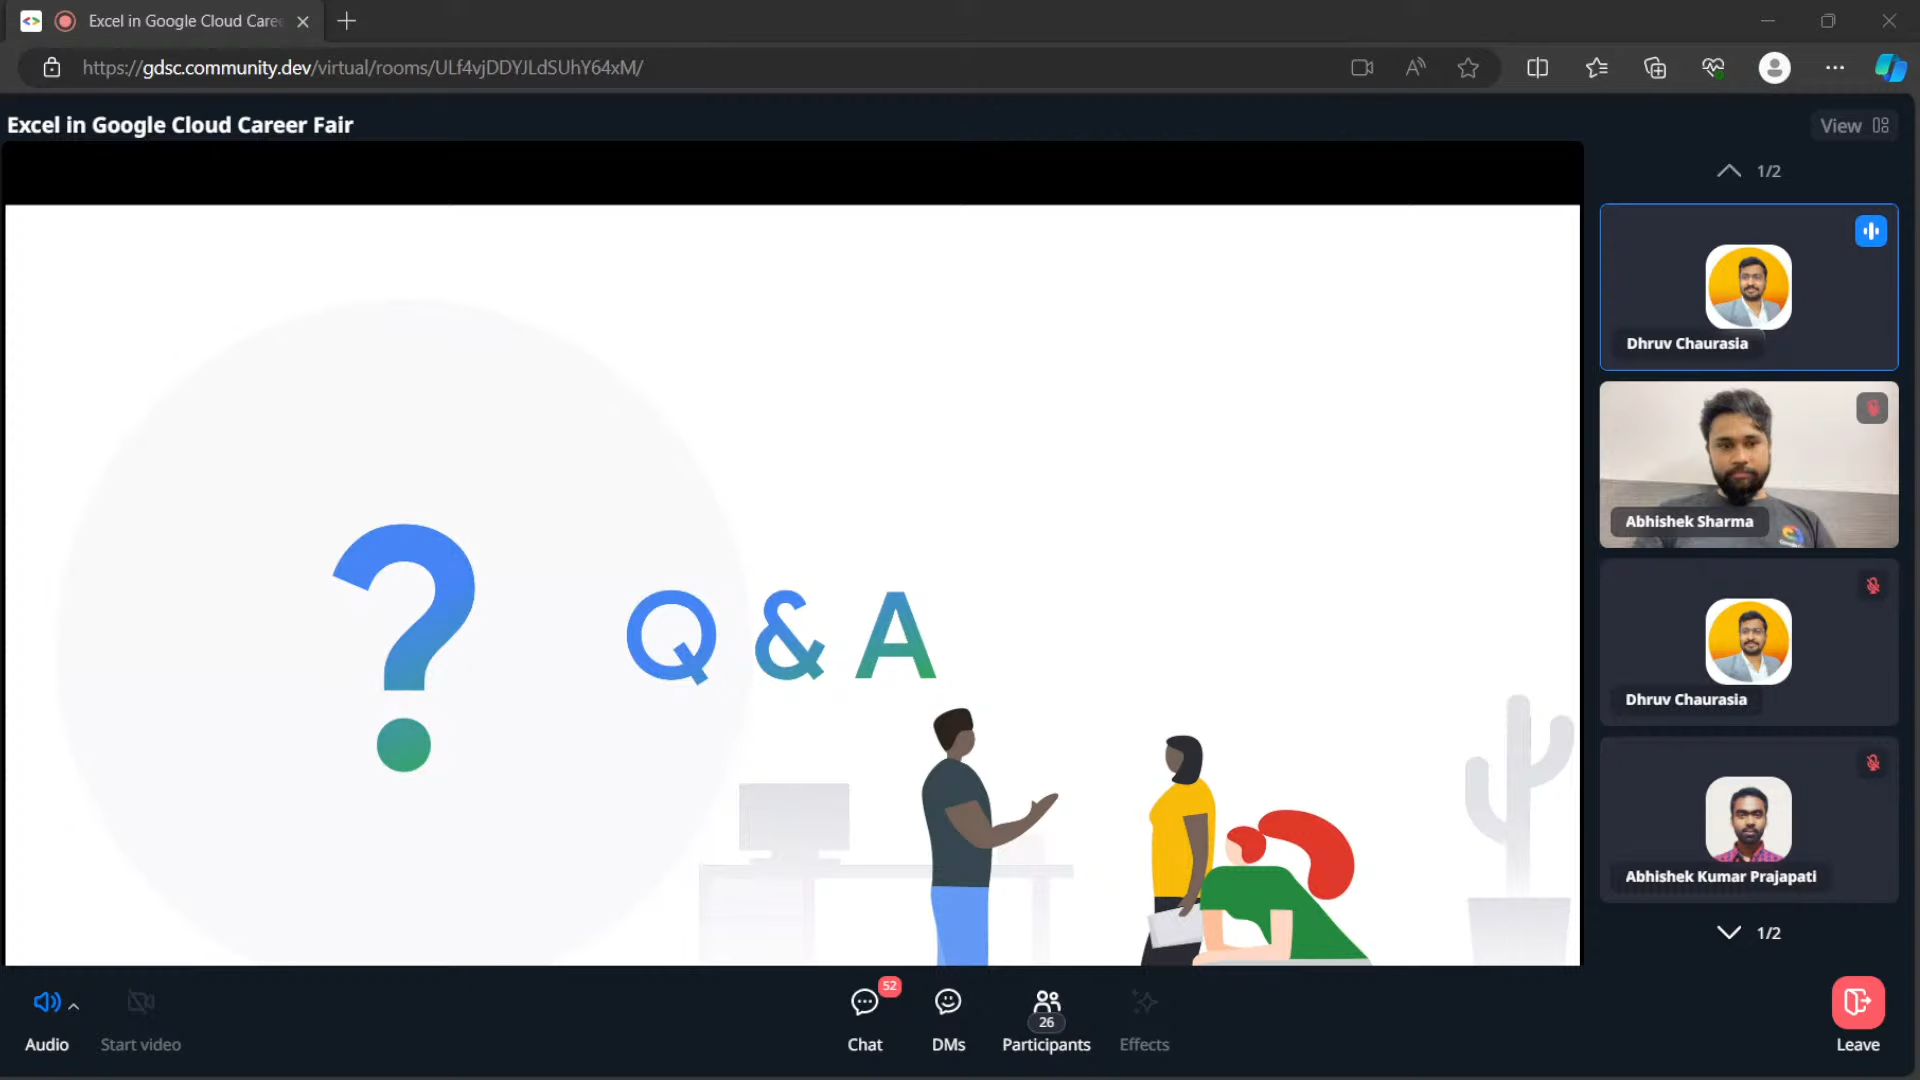 Excel in Google Cloud Care
https://gdsc.community.dev/virtual/rooms/ULf4vjDDYJLdSUhY64xM/
Excel in Google Cloud Career Fair
View
1/2
Dhruv Chaurasia
Abhishek Sharma
Dhruv Chaurasia
Abhishek Kumar Prajapati
1/2
? Q & A
52
26
Audio
Start video
Chat
DMs
Participants
Effects
Leave